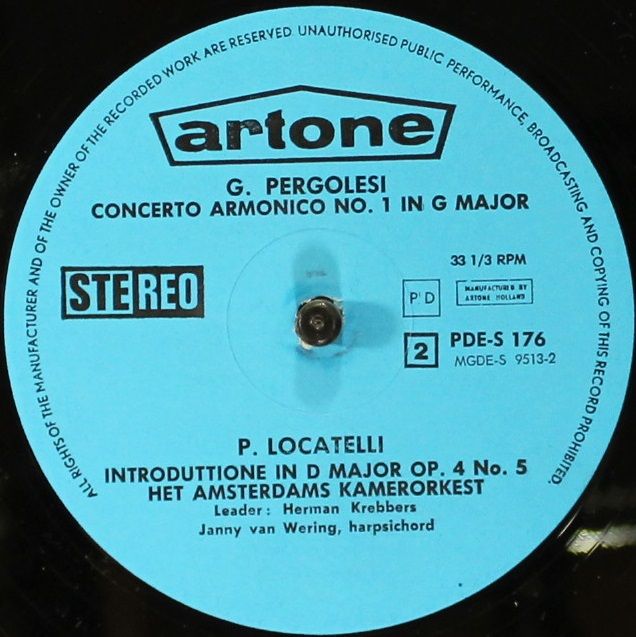 ALL RIGHTS OF THE MANUFACTURER AND OF THE OWNER OF THE RECORDED WORK ARE RESERVED. UNAUTHORISED PUBLIC PERFORMANCE, BROADCASTING AND COPYING OF THIS RECORD PROHIBITED.
artone
G. PERGOLESI
CONCERTO ARMONICO NO. 1 IN G MAJOR
33 1/3 RPM
STEREO
P'D
MANUFACTURED BY
ARTONE HOLLAND
2 PDE-S 176
MGDE-S 9513-2
P. LOCATELLI
INTRODUTTIONE IN D MAJOR OP. 4 No. 5
HET AMSTERDAMS KAMERORKEST
Leader: Herman Krebbers
Janny van Wering, harpsichord